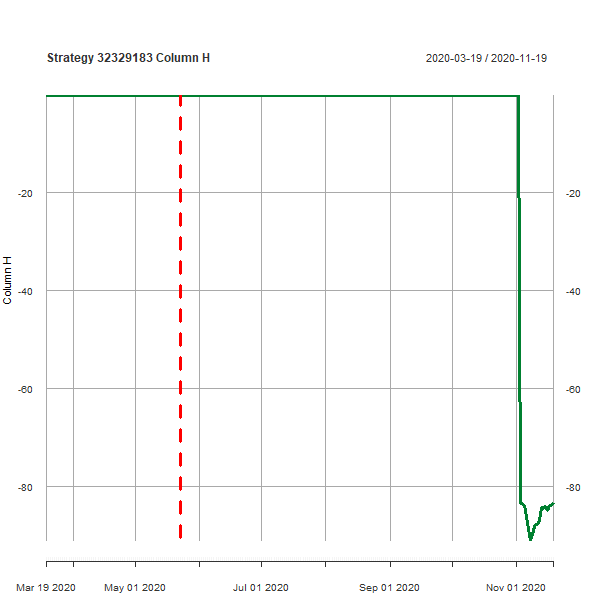 Strategy 32329183 Column H
2020-03-19 / 2020-11-19
-20
-20
-40
-40
Column H
-60
-60
-80
-80
Mar 19 2020
May 01 2020
Jul 01 2020
Sep 01 2020
Nov 01 2020